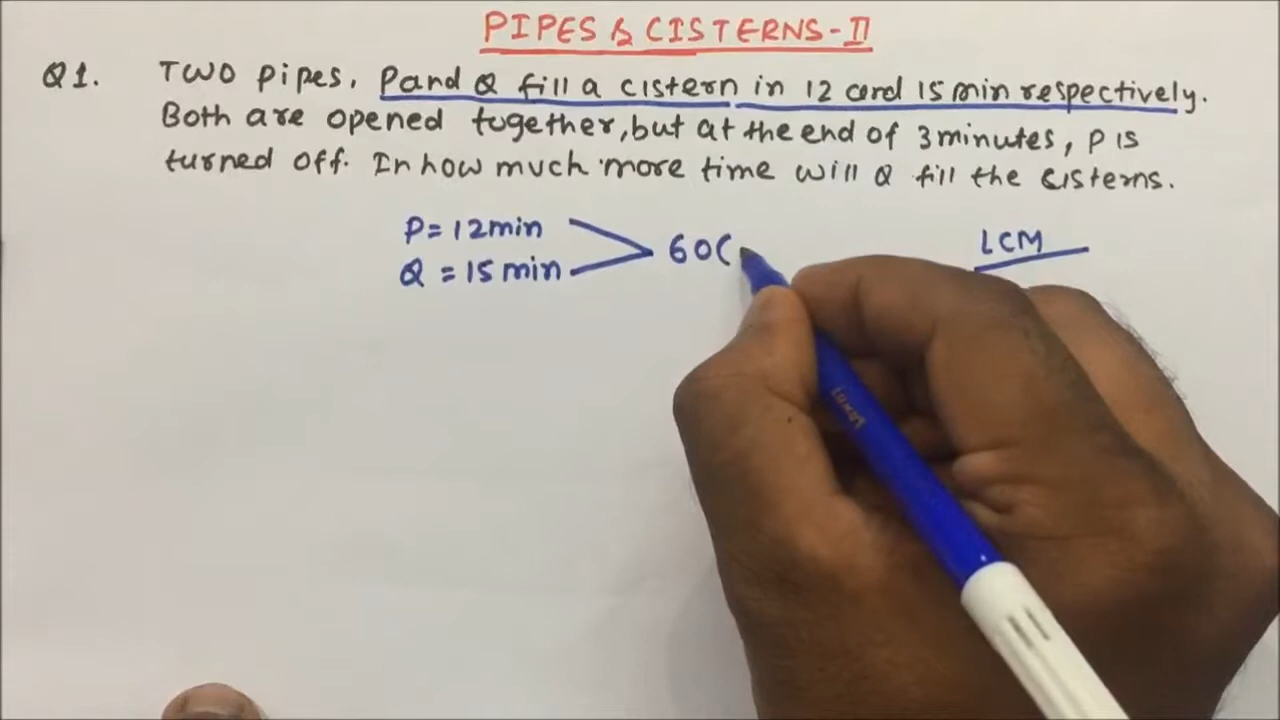 PIPES & CISTERNS-II
Q1. TWO pipes, P and Q fill a cistern in 12 and 15 min respectively.
Both are opened together, but at the end of 3 minutes, P is
turned off. In how much more time will Q fill the cisterns.
P = 12 min
Q = 15 min
60(
LCM